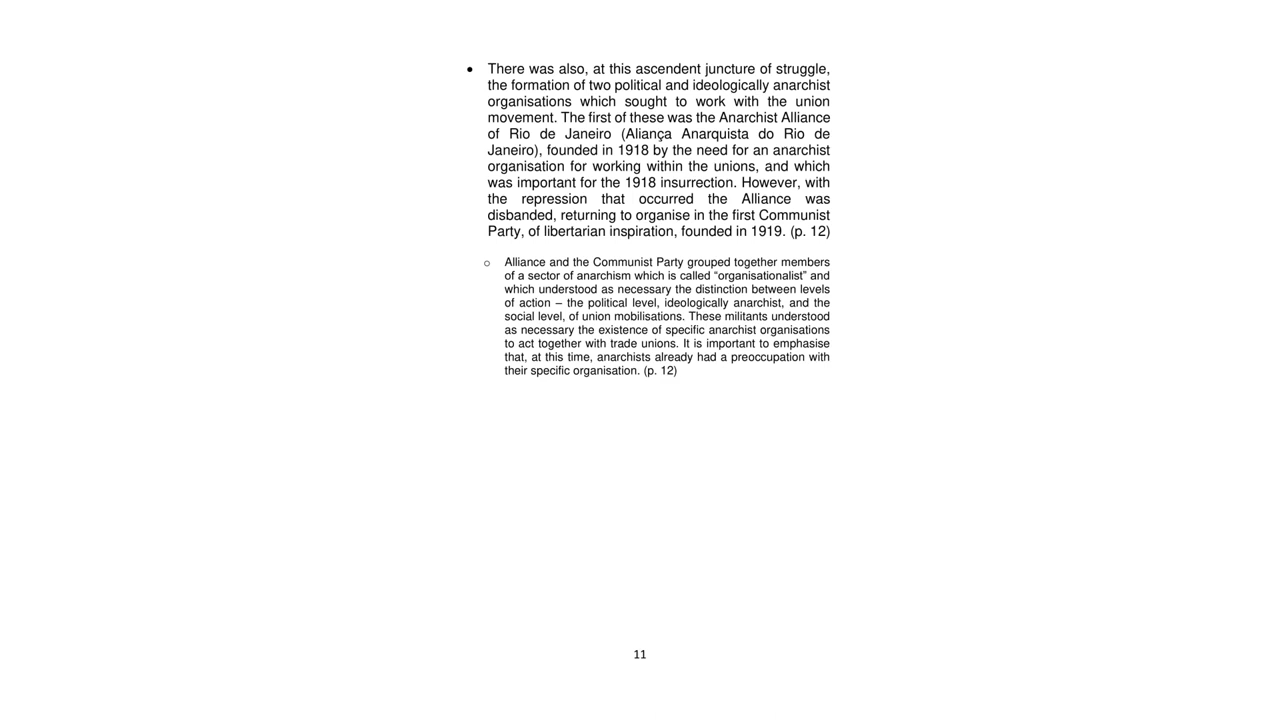 • There was also, at this ascendent juncture of struggle,
the formation of two political and ideologically anarchist
organisations which sought to work with the union
movement. The first of these was the Anarchist Alliance
of Rio de Janeiro (Aliança Anarquista do Rio de
Janeiro), founded in 1918 by the need for an anarchist
organisation for working within the unions, and which
was important for the 1918 insurrection. However, with
the repression that occurred the Alliance was
disbanded, returning to organise in the first Communist
Party, of libertarian inspiration, founded in 1919. (p. 12)
o Alliance and the Communist Party grouped together members
of a sector of anarchism which is called “organisationalist” and
which understood as necessary the distinction between levels
of action – the political level, ideologically anarchist, and the
social level, of union mobilisations. These militants understood
as necessary the existence of specific anarchist organisations
to act together with trade unions. It is important to emphasise
that, at this time, anarchists already had a preoccupation with
their specific organisation. (p. 12)
11